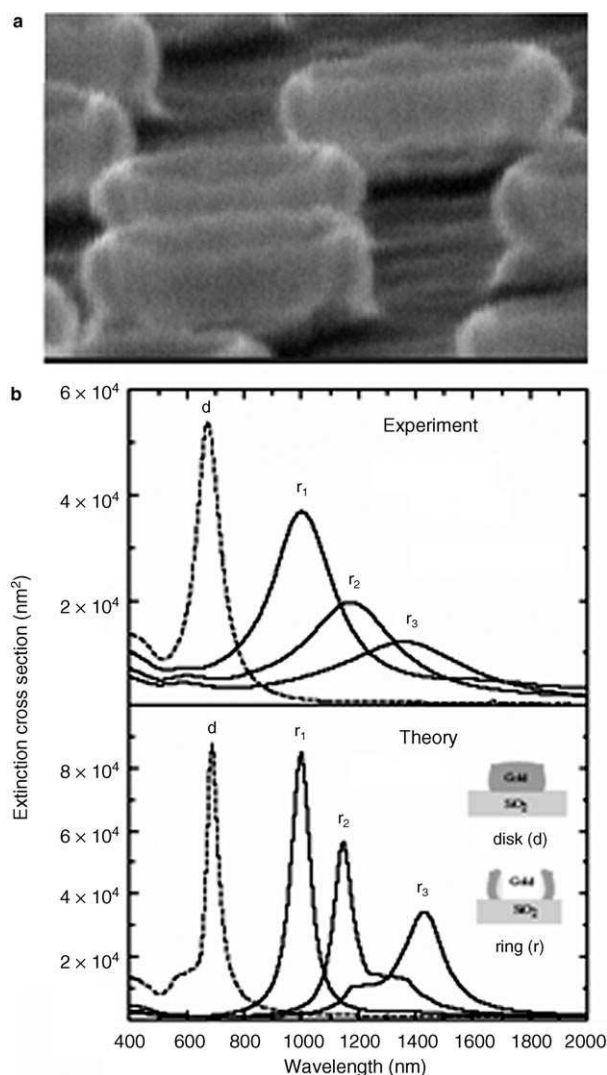 a
b
Extinction cross section (nm²)
6 × 10⁴
4 × 10⁴
2 × 10⁴
d
r₁
r₂
r₃
Experiment
8 × 10⁴
6 × 10⁴
4 × 10⁴
2 × 10⁴
d
r₁
r₂
r₃
Theory
Gold
SiO₂
disk (d)
Gold
SiO₂
ring (r)
400 600 800 1000 1200 1400 1600 1800 2000
Wavelength (nm)